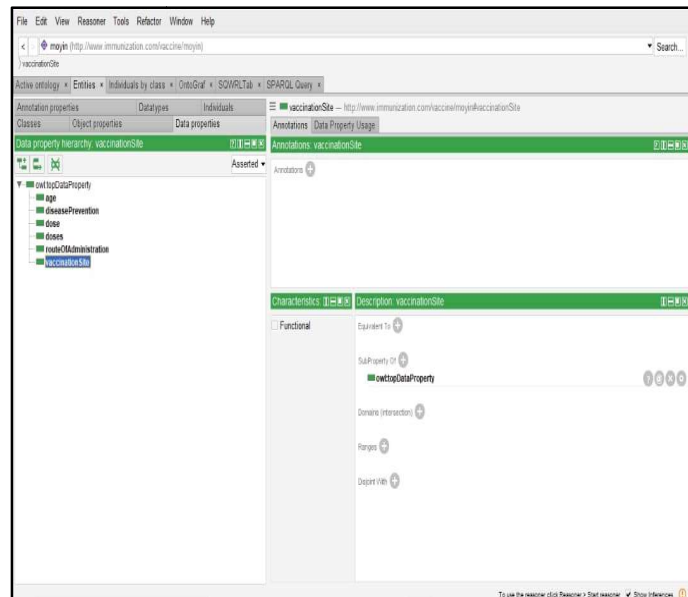 File Edit View Reasoner Tools Refactor Window Help
< > moyin (http://www.immunization.com/vaccine/moyin) Search...
vaccinationSite
Active ontology × Entities × Individuals by class × OntoGraf × SQWRLTab × SPARQL Query ×
Annotation properties Datatypes Individuals
Classes Object properties Data properties
Data property hierarchy: vaccinationSite
Asserted
owl:topDataProperty
age
diseasePrevention
dose
doses
routeOfAdministration
vaccinationSite
vaccinationSite — http://www.immunization.com/vaccine/moyin#vaccinationSite
Annotations Data Property Usage
Annotations: vaccinationSite
Annotations
Characteristics:
Functional
Description: vaccinationSite
Equivalent To
SubProperty Of
owl:topDataProperty
Domains (intersection)
Ranges
Disjoint With
To use the reasoner click Reasoner > Start reasoner Show Inferences